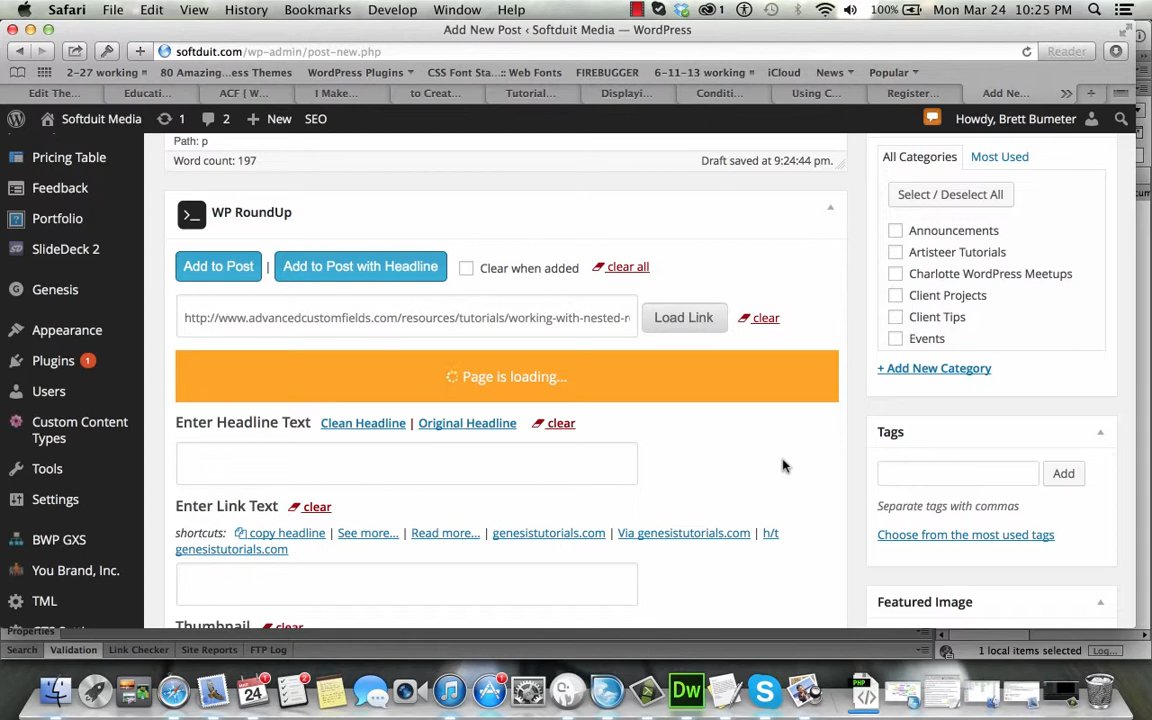 Safari File Edit View History Bookmarks Develop Window Help 1 100% Mon Mar 24 10:25 PM
Add New Post ‹ Softduit Media — WordPress
softduit.com/wp-admin/post-new.php Reader
2-27 working 80 Amazing...ess Themes WordPress Plugins CSS Font Sta... :: Web Fonts FIREBUGGER 6-11-13 working iCloud News Popular
Edit The... Educati... ACF { W... I Make... to Creat... Tutorial... Displayi... Conditi... Using C... Register... Add Ne...
Softduit Media 3 2 New SEO Howdy, Brett Bumeter
Pricing Table
Feedback
Portfolio
SlideDeck 2
Genesis
Appearance
Plugins 1
Users
Custom Content
Types
Tools
Settings
BWP GXS
You Brand, Inc.
TML
Path: p
Word count: 197 Draft saved at 9:24:44 pm.
WP RoundUp
Add to Post | Add to Post with Headline Clear when added clear all
http://www.advancedcustomfields.com/resources/tutorials/working-with-nested-r Load Link clear
Page is loading...
Enter Headline Text Clean Headline | Original Headline clear
Enter Link Text clear
shortcuts: copy headline | See more... | Read more... | genesistutorials.com | Via genesistutorials.com | h/t
genesistutorials.com
Thumbnail clear
All Categories Most Used
Select / Deselect All
Announcements
Artisteer Tutorials
Charlotte WordPress Meetups
Client Projects
Client Tips
Events
+ Add New Category
Tags
Add
Separate tags with commas
Choose from the most used tags
Featured Image
Properties
Search Validation Link Checker Site Reports FTP Log 1 local items selected Log...
24 Dw PHP